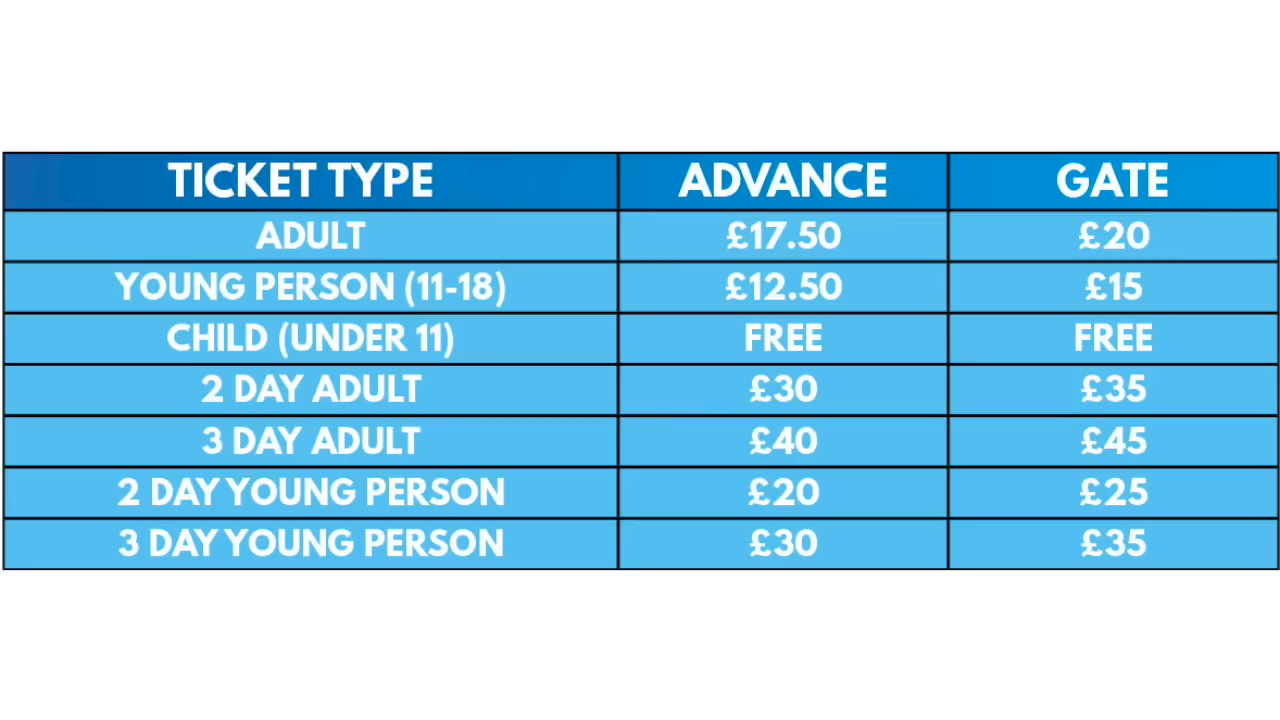 TICKET TYPE ADVANCE GATE
ADULT £17.50 £20
YOUNG PERSON (11-18) £12.50 £15
CHILD (UNDER 11) FREE FREE
2 DAY ADULT £30 £35
3 DAY ADULT £40 £45
2 DAY YOUNG PERSON £20 £25
3 DAY YOUNG PERSON £30 £35